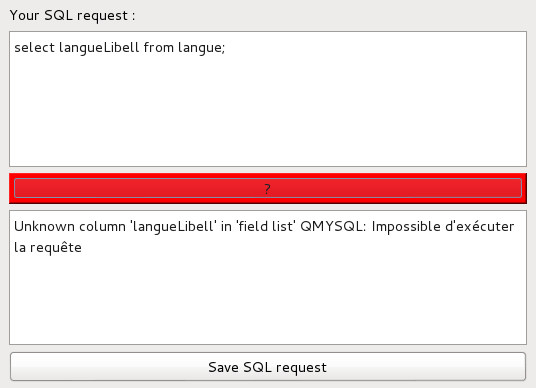 Your SQL request :
select langueLibell from langue;
?
Unknown column 'langueLibell' in 'field list' QMYSQL: Impossible d'exécuter
la requête
Save SQL request